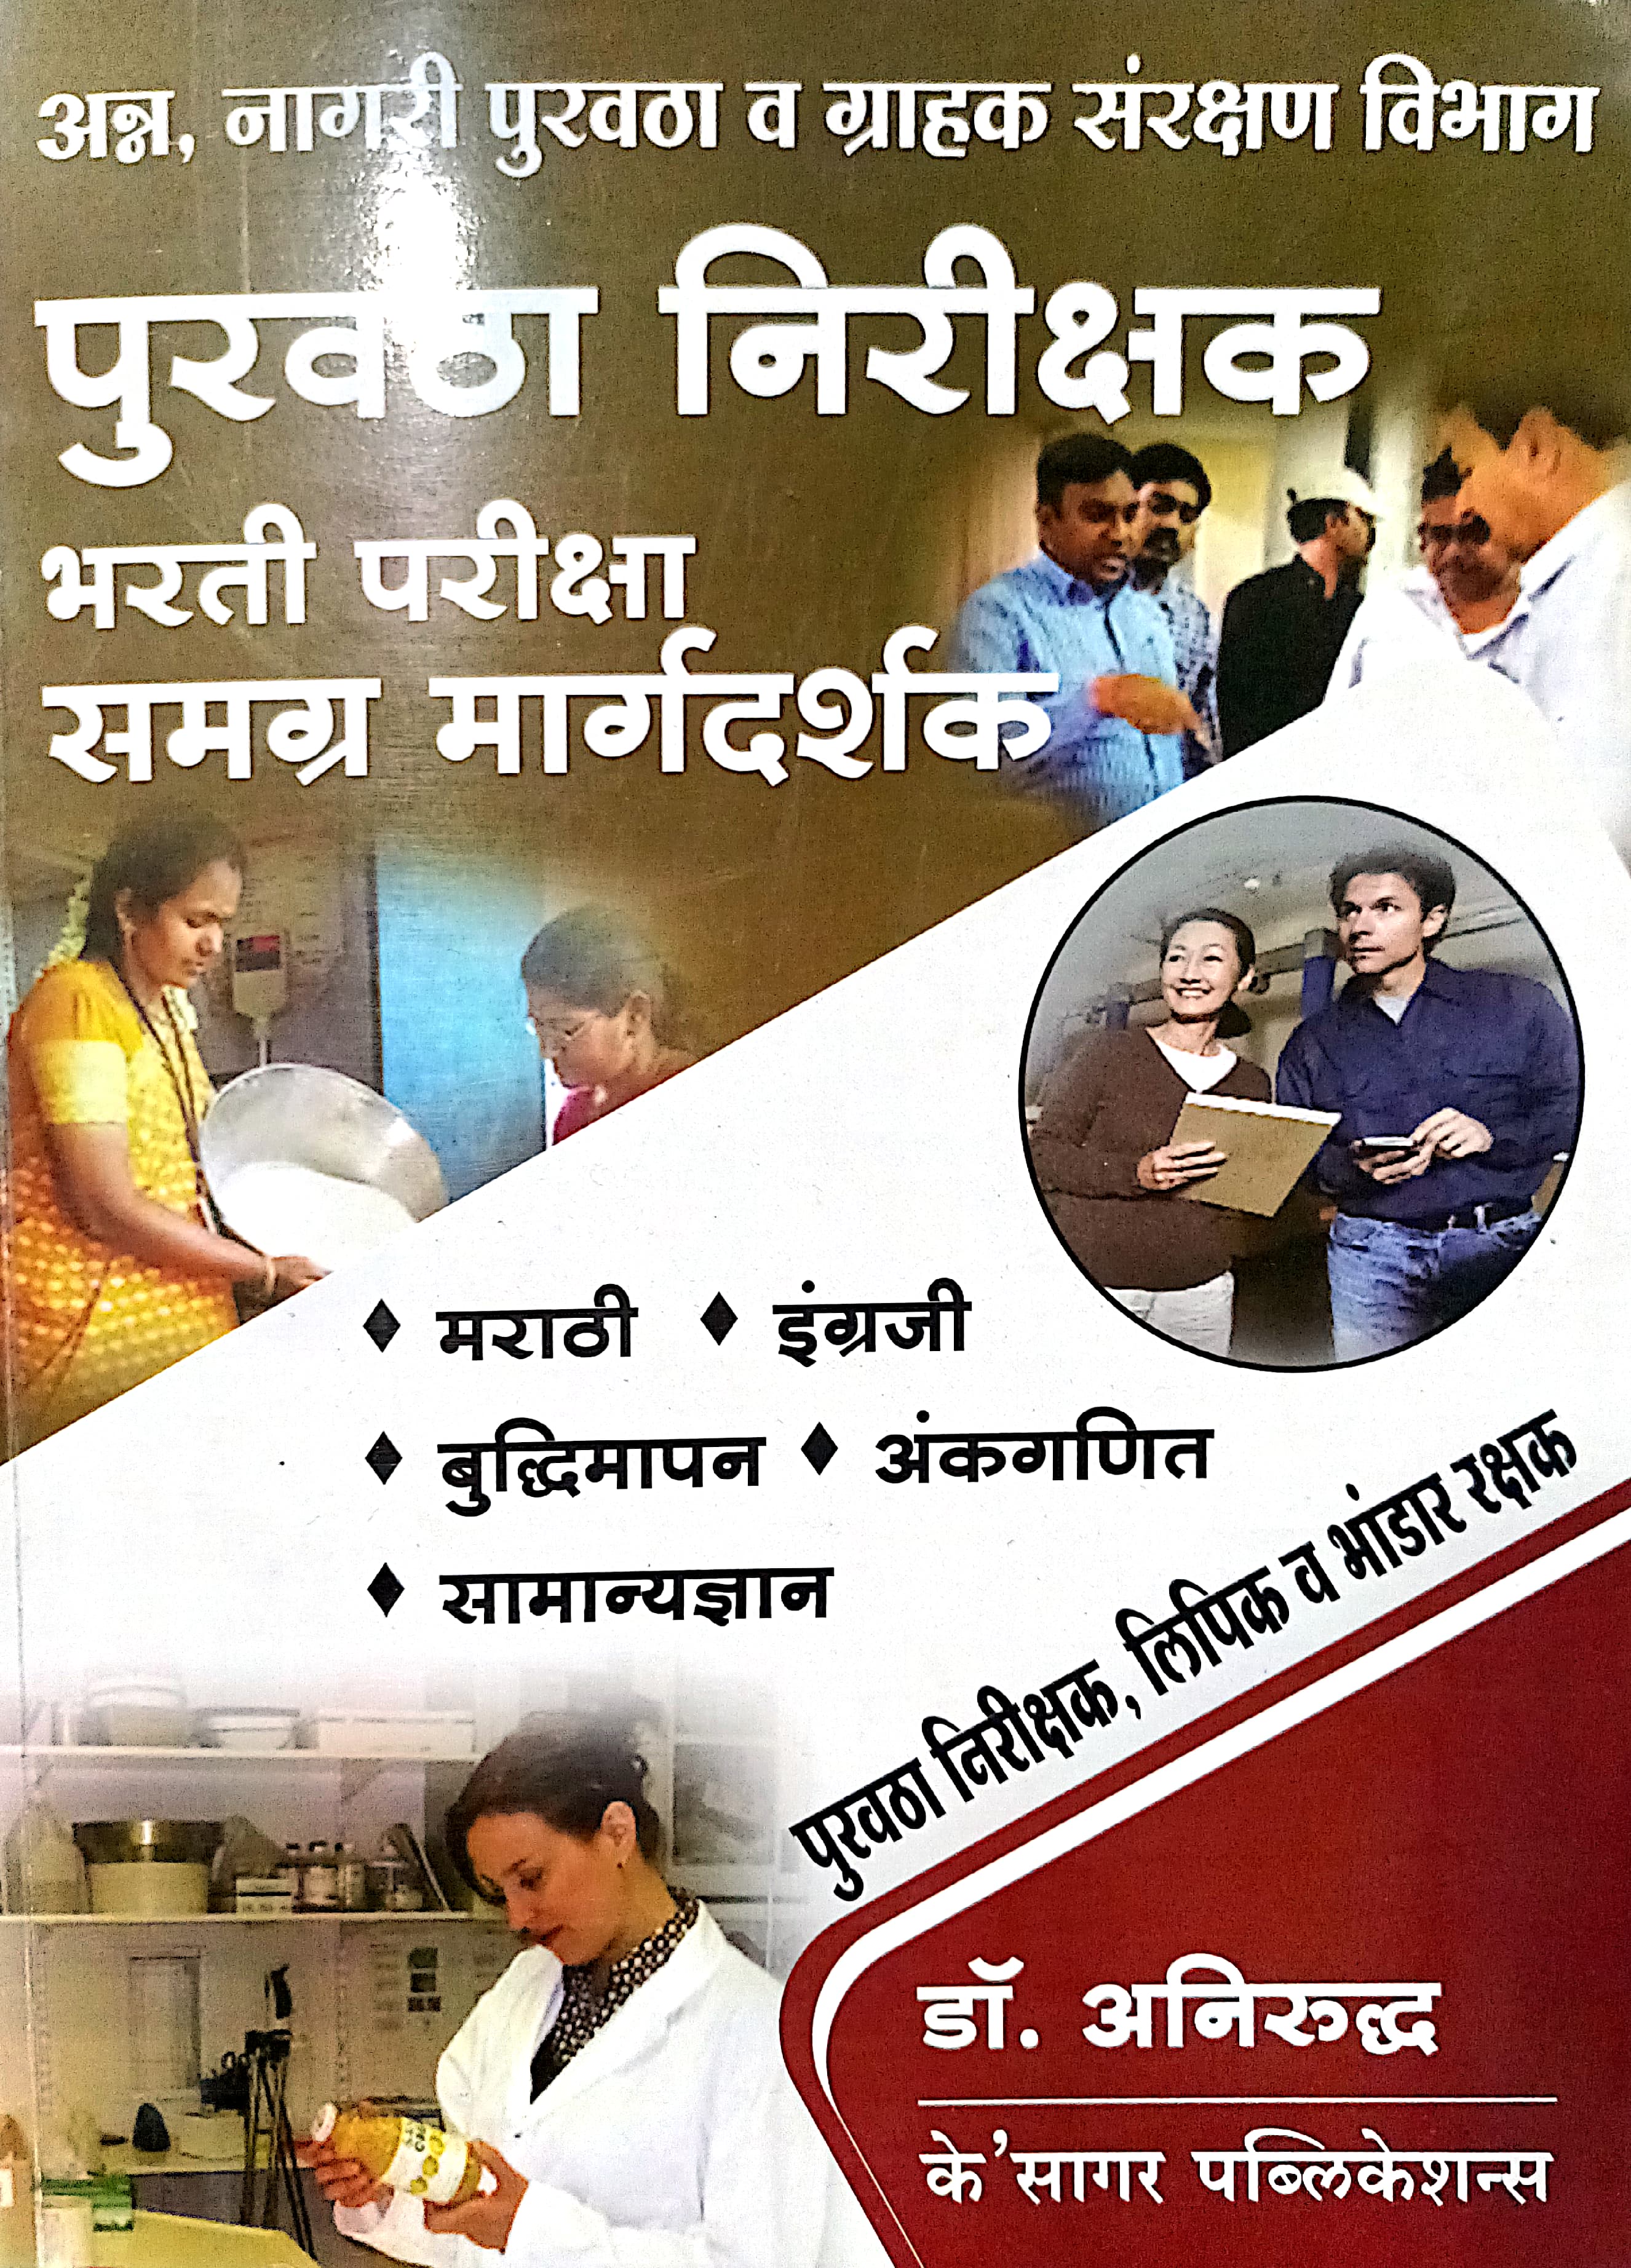 अन्न, नागरी पुरवठा व ग्राहक संरक्षण विभाग
पुरवठा निरीक्षक
भरती परीक्षा
समग्र मार्गदर्शक
♦ मराठी ♦ इंग्रजी
♦ बुद्धिमापन ♦ अंकगणित
♦ सामान्यज्ञान
पुरवठा निरीक्षक, लिपिक व भांडार रक्षक
डॉ. अनिरुद्ध
के'सागर पब्लिकेशन्स